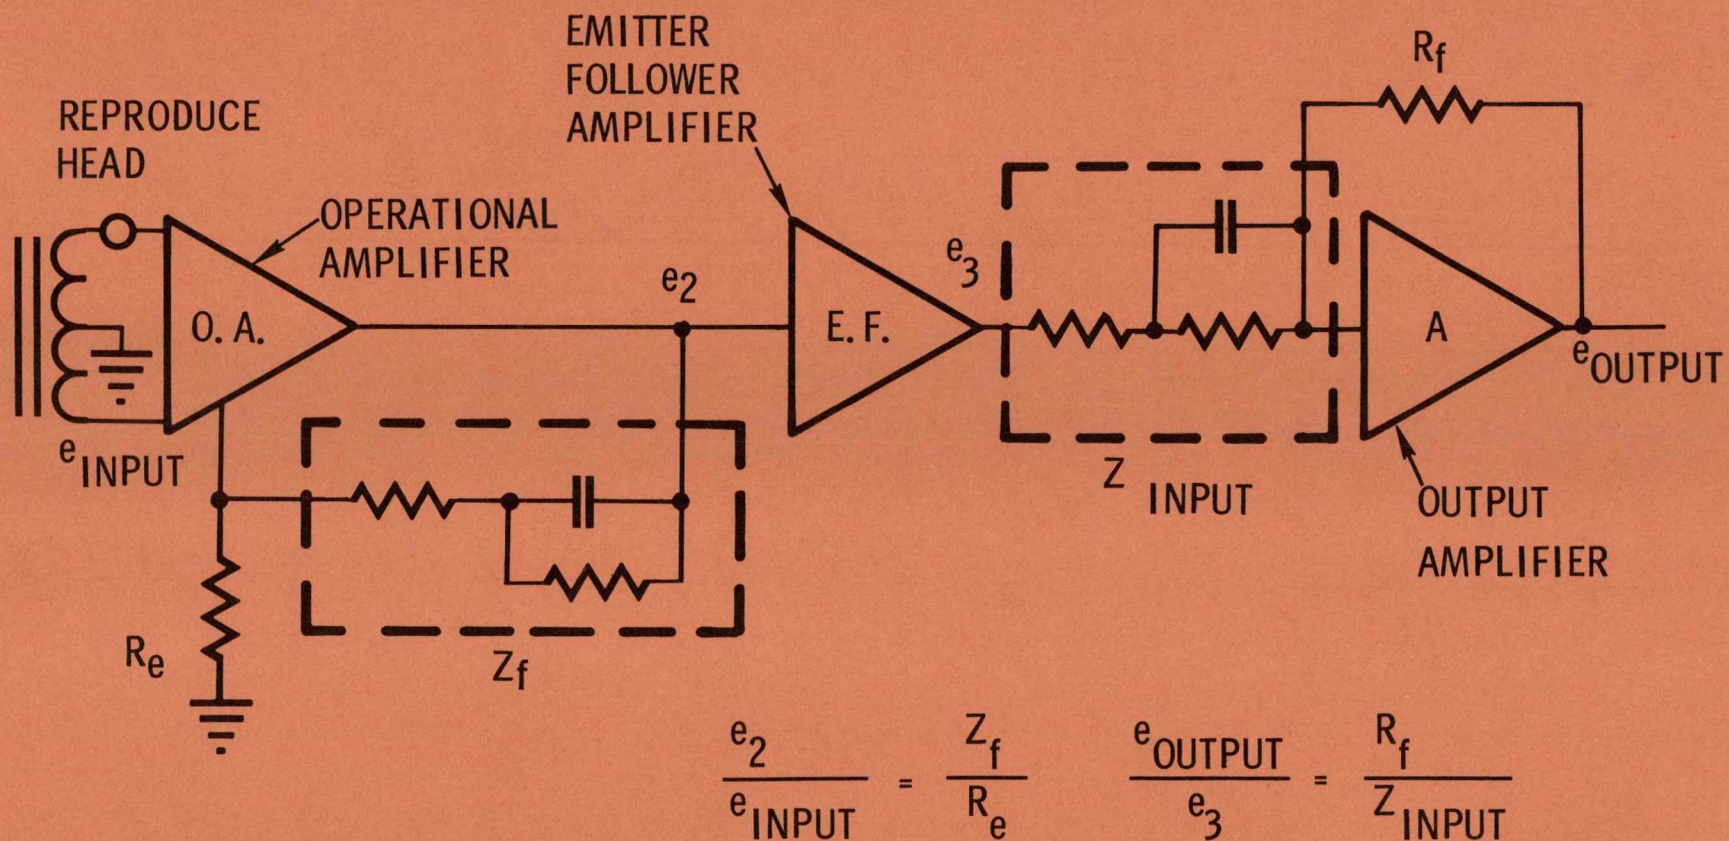 EMITTER
FOLLOWER
AMPLIFIER
R_f
REPRODUCE
HEAD
OPERATIONAL
AMPLIFIER
O. A.
e_2
E. F.
e_3
A
e_OUTPUT
e_INPUT
Z_INPUT
OUTPUT
AMPLIFIER
R_e
Z_f
e_2 / e_INPUT = Z_f / R_e
e_OUTPUT / e_3 = R_f / Z_INPUT